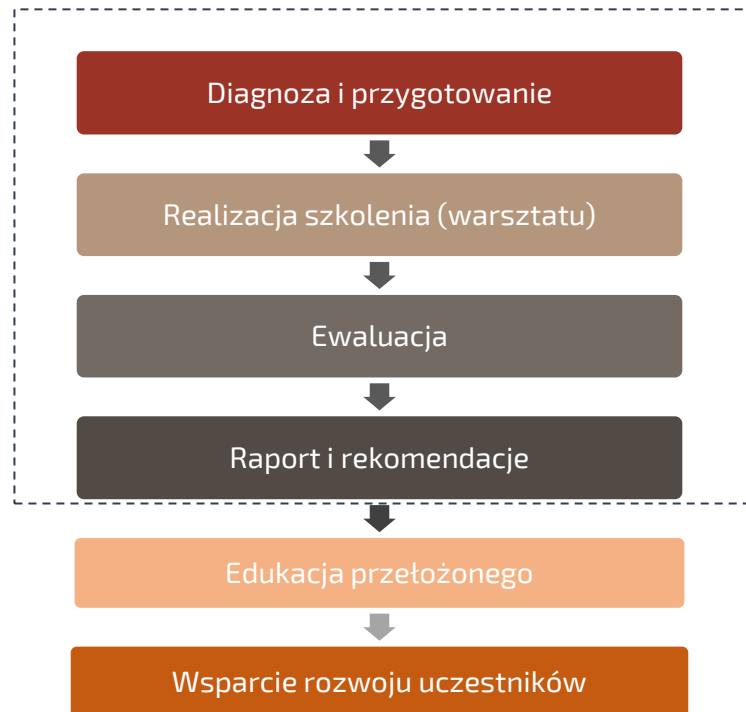 Diagnoza i przygotowanie
Realizacja szkolenia (warsztatu)
Ewaluacja
Raport i rekomendacje
Edukacja przełożonego
Wsparcie rozwoju uczestników